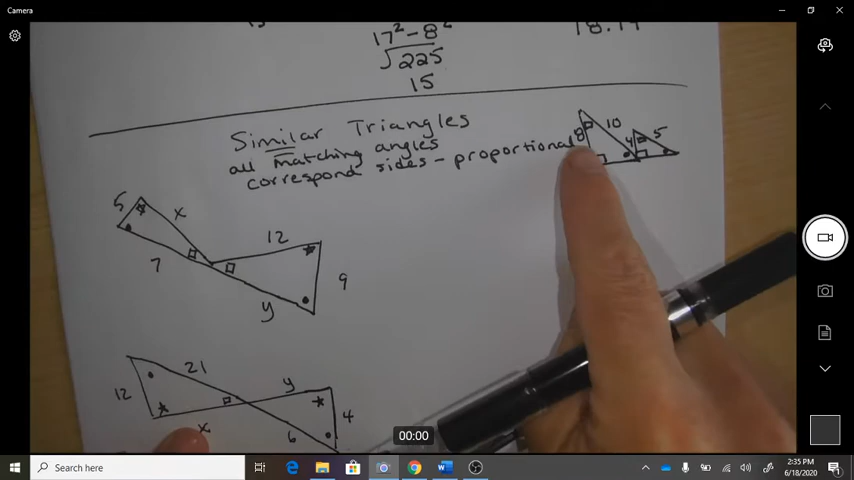 Camera
17² - 8²
√225
15
18.19
Similar Triangles
all matching angles
correspond sides - proportional
8
10
4
5
5
x
7
12
9
y
12
21
x
y
4
6
00:00
Search here
2:35 PM
6/18/2020